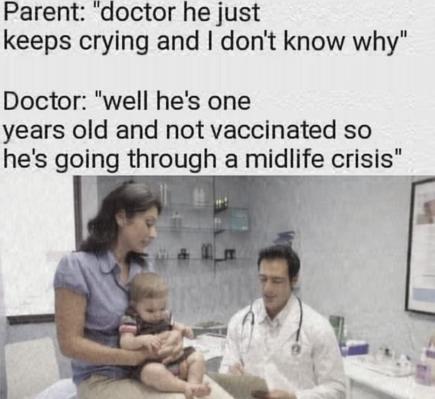 Parent: "doctor he just
keeps crying and I don't know why"
Doctor: "well he's one
years old and not vaccinated so
he's going through a midlife crisis"